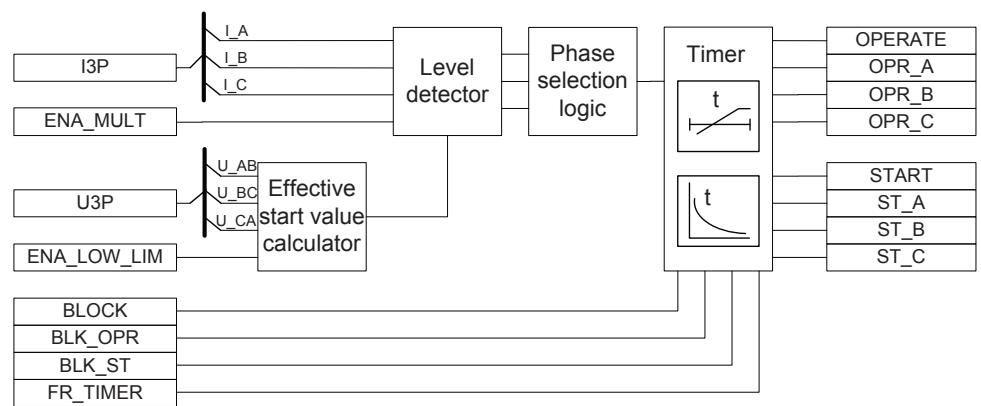 I3P
ENA_MULT
U3P
ENA_LOW_LIM
BLOCK
BLK_OPR
BLK_ST
FR_TIMER
I_A
I_B
I_C
U_AB
U_BC
U_CA
Effective
start value
calculator
Level
detector
Phase
selection
logic
Timer
t
t
OPERATE
OPR_A
OPR_B
OPR_C
START
ST_A
ST_B
ST_C